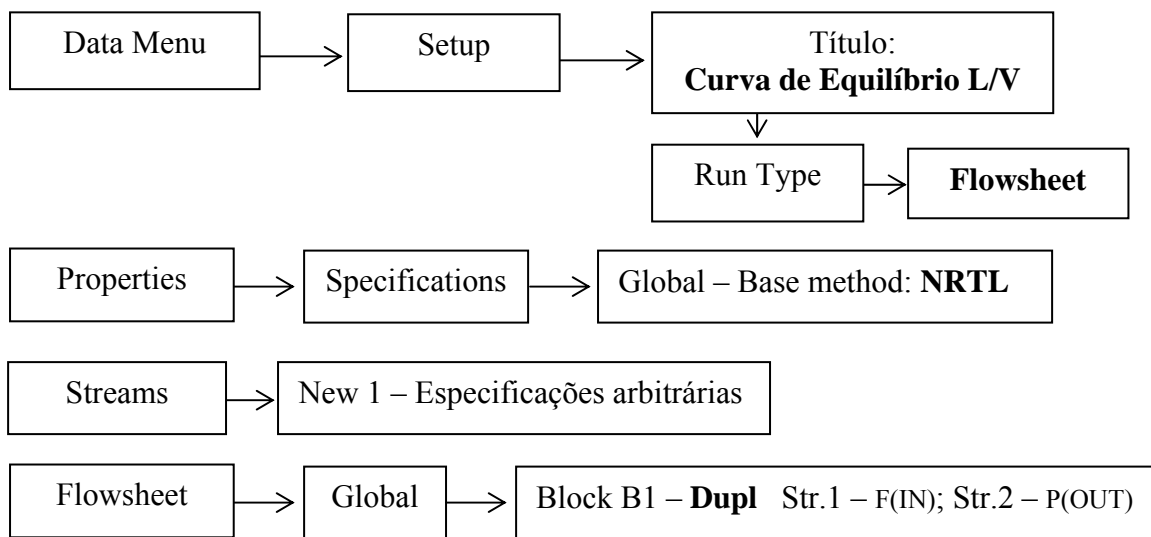 Data Menu
Setup
Título:
Curva de Equilíbrio L/V
Run Type
Flowsheet
Properties
Specifications
Global – Base method: NRTL
Streams
New 1 – Especificações arbitrárias
Flowsheet
Global
Block B1 – Dupl Str.1 – F(IN); Str.2 – P(OUT)